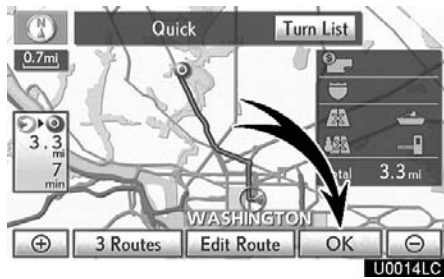 Quick
Turn List
0.7mi
3.3
mi
7
min
Total 3.3 mi
WASHINGTON
3 Routes
Edit Route
OK
U0014LC